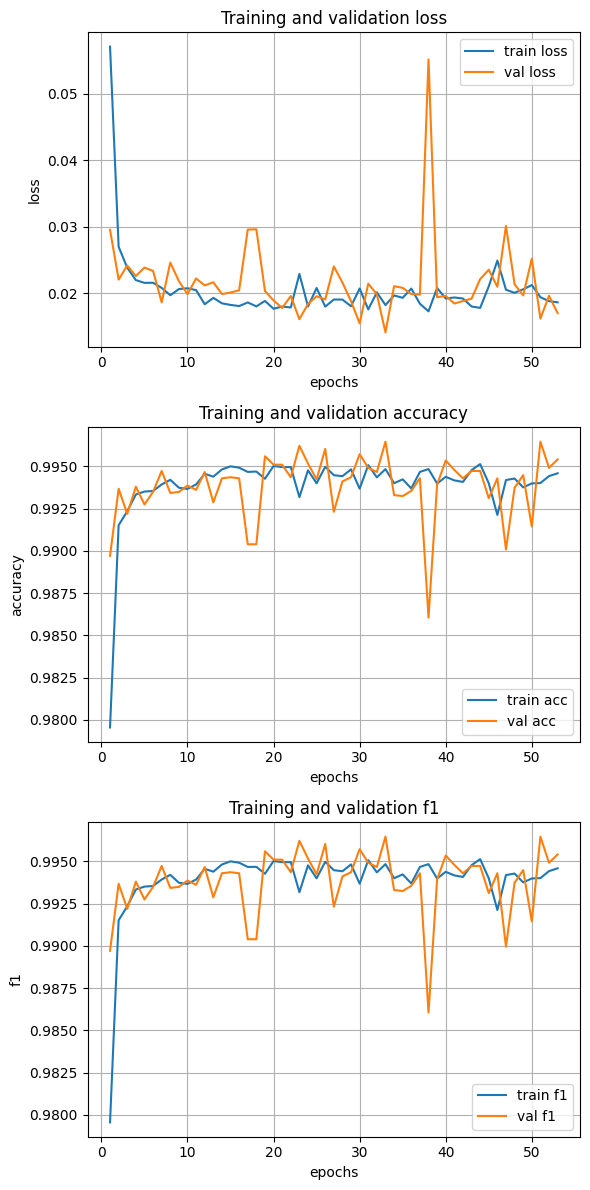 Training and validation loss
train loss
val loss
0.05
0.04
0.03
0.02
loss
0 10 20 30 40 50
epochs
Training and validation accuracy
0.9950
0.9925
0.9900
0.9875
0.9850
0.9825
0.9800
accuracy
train acc
val acc
0 10 20 30 40 50
epochs
Training and validation f1
0.9950
0.9925
0.9900
0.9875
0.9850
0.9825
0.9800
f1
train f1
val f1
0 10 20 30 40 50
epochs